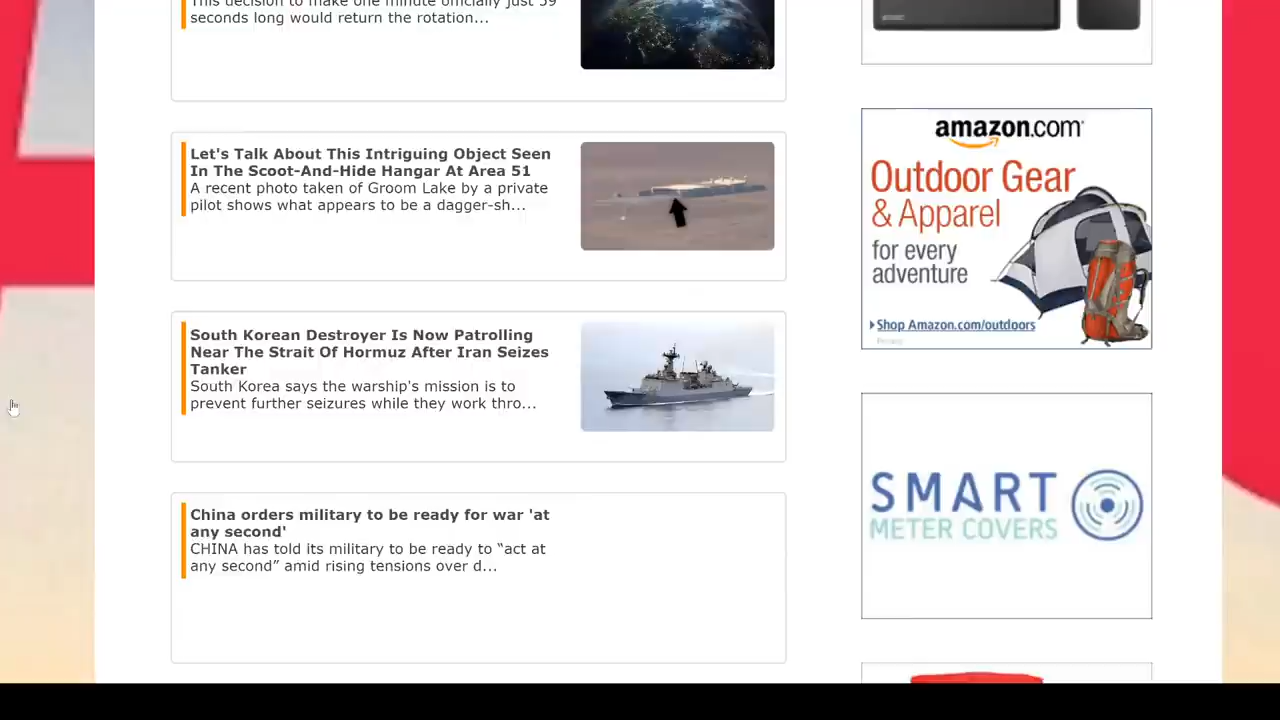 This decision to make one minute officially just 59
seconds long would return the rotation...
Let's Talk About This Intriguing Object Seen
In The Scoot-And-Hide Hangar At Area 51
A recent photo taken of Groom Lake by a private
pilot shows what appears to be a dagger-sh...
South Korean Destroyer Is Now Patrolling
Near The Strait Of Hormuz After Iran Seizes
Tanker
South Korea says the warship's mission is to
prevent further seizures while they work thro...
China orders military to be ready for war 'at
any second'
CHINA has told its military to be ready to “act at
any second” amid rising tensions over d...
amazon.com
Outdoor Gear
& Apparel
for every
adventure
Shop Amazon.com/outdoors
Privacy
SMART
METER COVERS